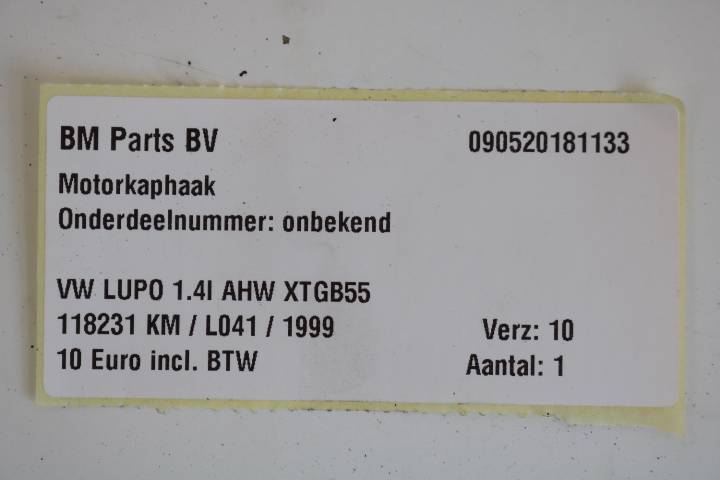 BM Parts BV 090520181133
Motorkaphaak
Onderdeelnummer: onbekend
VW LUPO 1.4I AHW XTGB55
118231 KM / L041 / 1999 Verz: 10
10 Euro incl. BTW Aantal: 1